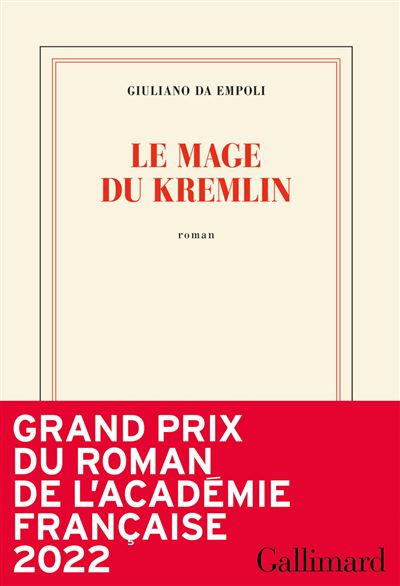 GIULIANO DA EMPOLI
LE MAGE
DU KREMLIN
roman
GRAND PRIX
DU ROMAN
DE L'ACADÉMIE
FRANÇAISE
2022
Gallimard